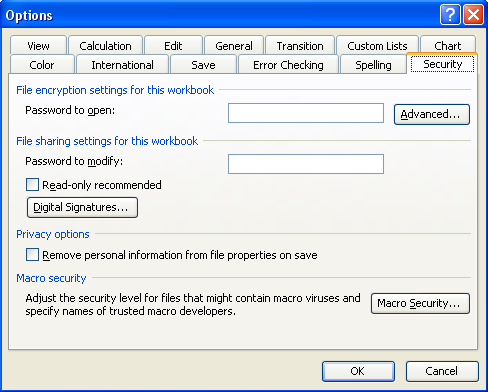 Options
View Calculation Edit General Transition Custom Lists Chart
Color International Save Error Checking Spelling Security
File encryption settings for this workbook
Password to open: Advanced...
File sharing settings for this workbook
Password to modify:
Read-only recommended
Digital Signatures...
Privacy options
Remove personal information from file properties on save
Macro security
Adjust the security level for files that might contain macro viruses and
specify names of trusted macro developers.
Macro Security...
OK Cancel